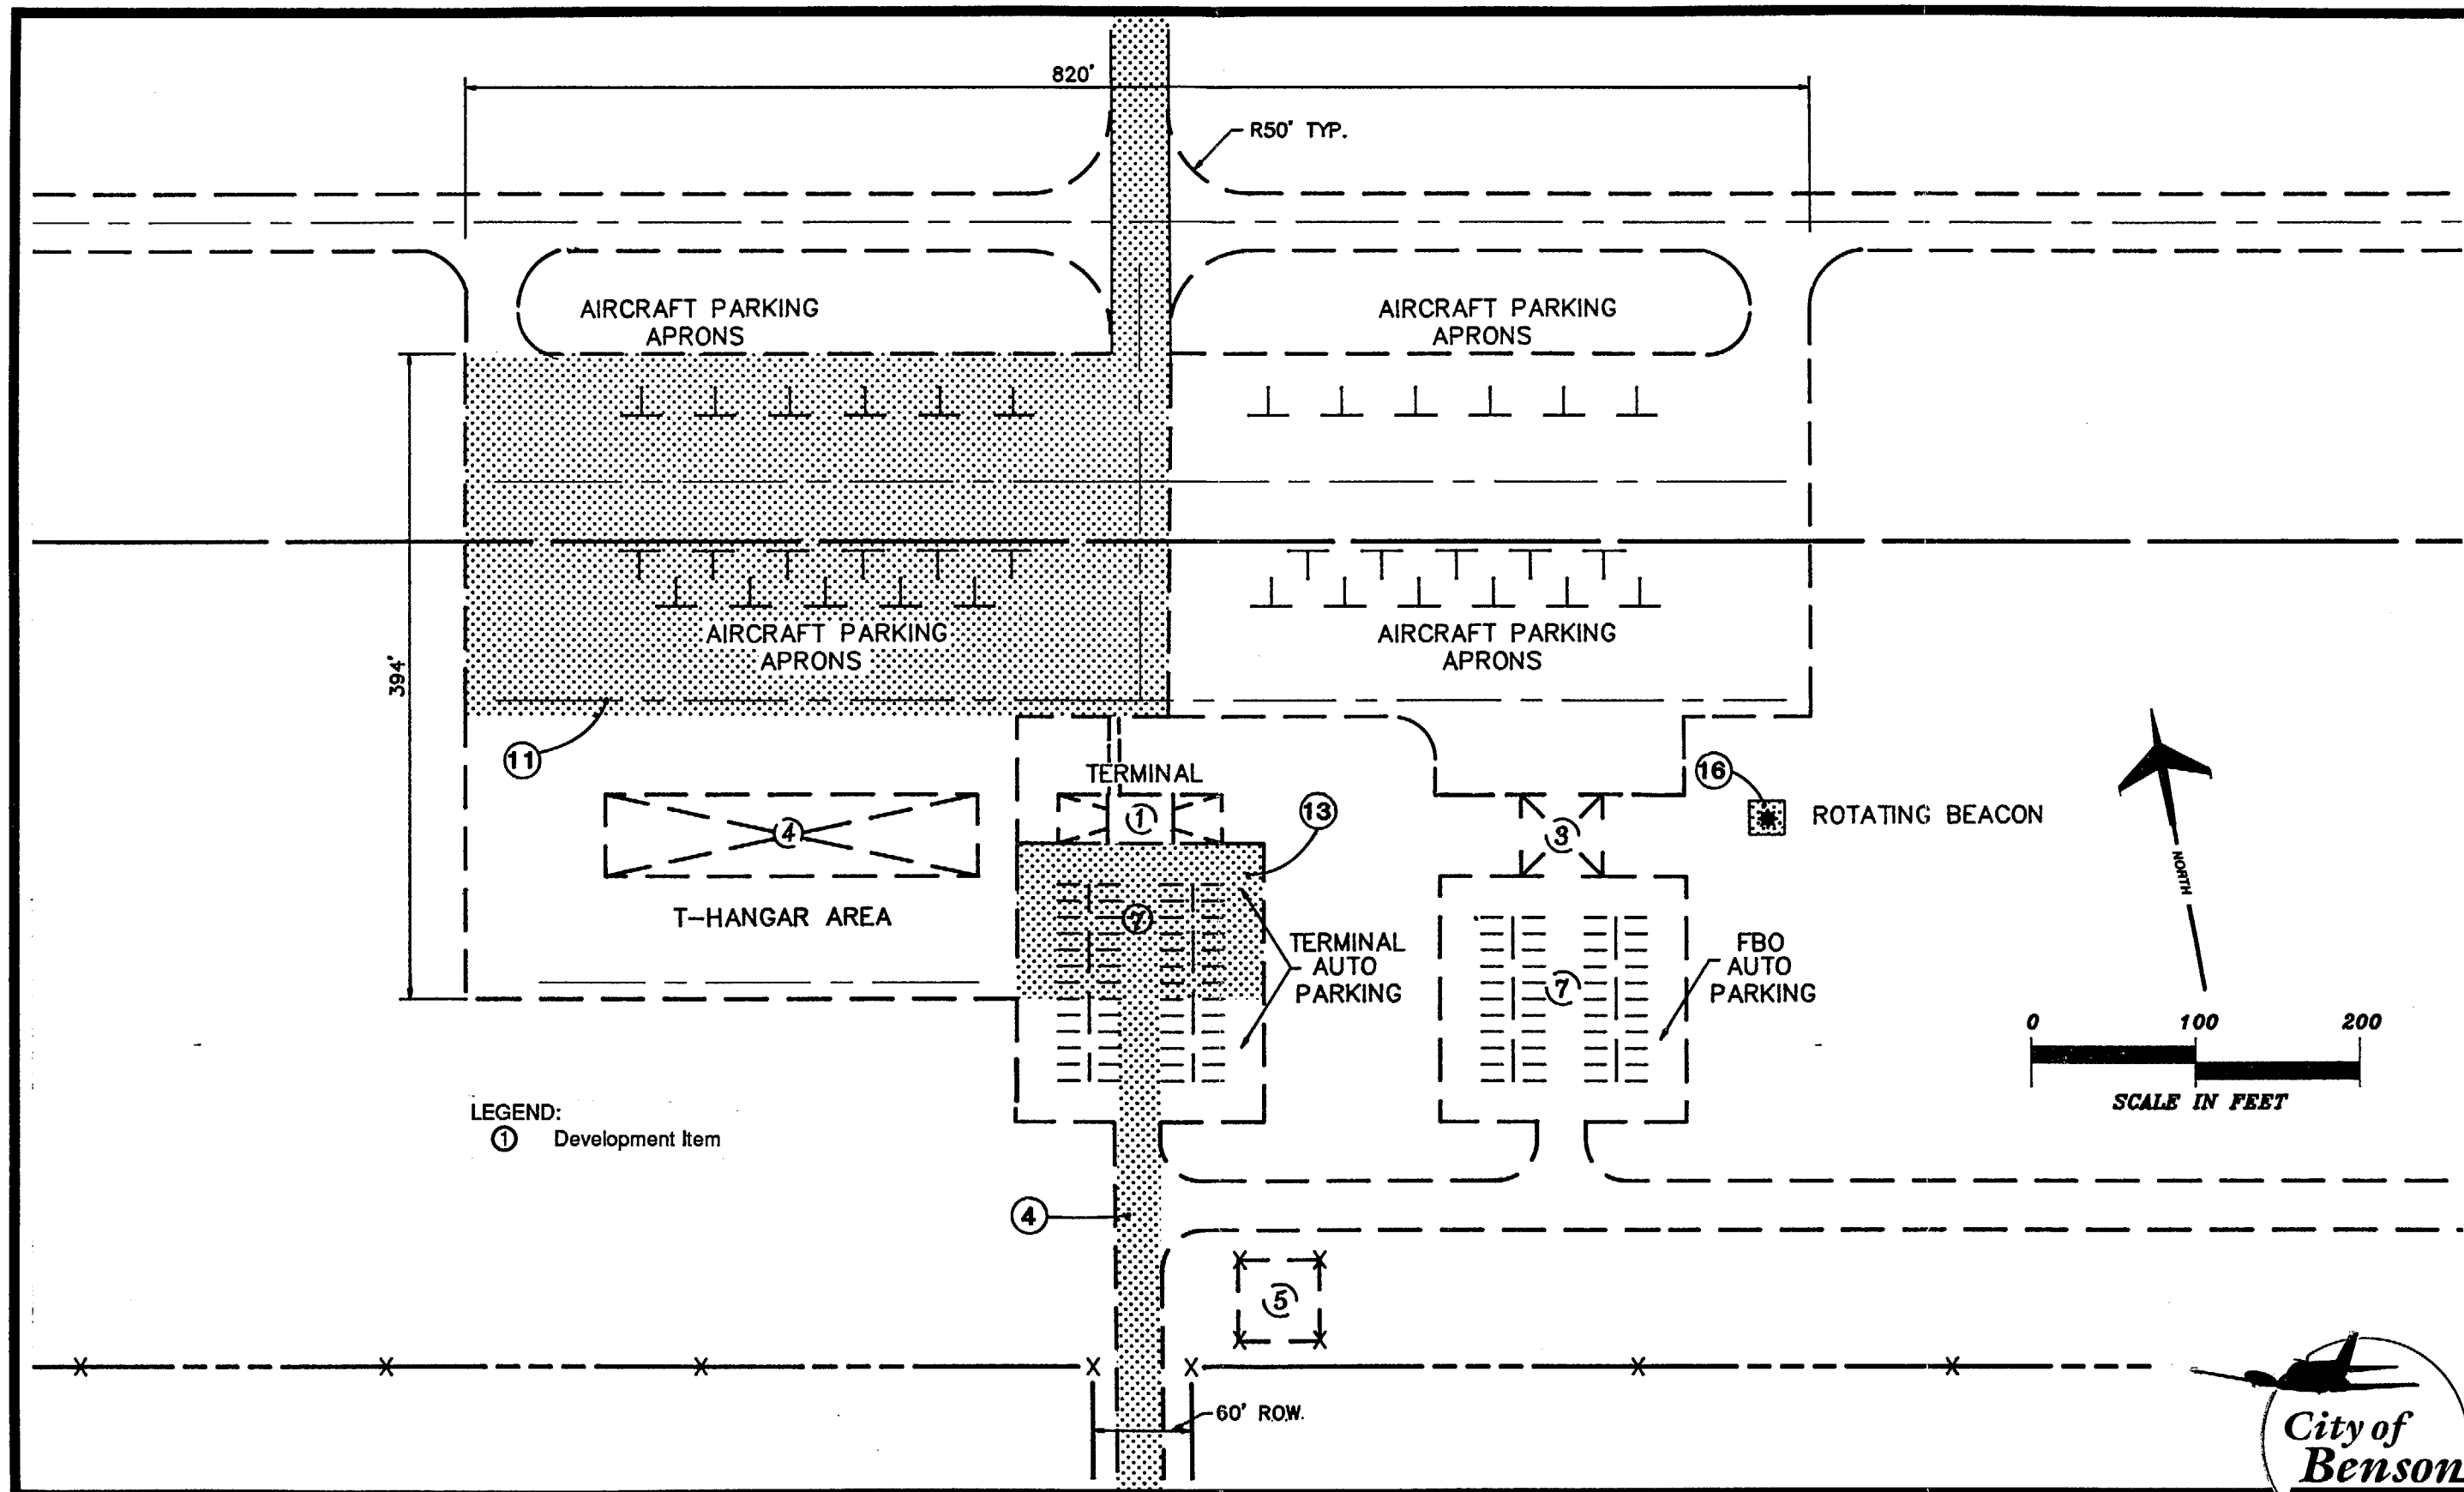 820'
R50' TYP.
AIRCRAFT PARKING
APRONS
AIRCRAFT PARKING
APRONS
AIRCRAFT PARKING
APRONS
AIRCRAFT PARKING
APRONS
394'
11
TERMINAL
1
13
4
T-HANGAR AREA
7
TERMINAL
AUTO
PARKING
3
16
ROTATING BEACON
7
FBO
AUTO
PARKING
NORTH
0 100 200
SCALE IN FEET
LEGEND:
1 Development Item
4
5
60' ROW.
City of
Benson